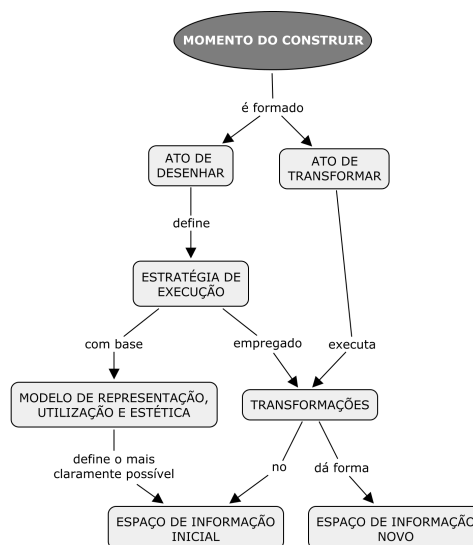 MOMENTO DO CONSTRUIR
é formado
ATO DE
DESENHAR
ATO DE
TRANSFORMAR
define
ESTRATÉGIA DE
EXECUÇÃO
com base
empregado
executa
MODELO DE REPRESENTAÇÃO,
UTILIZAÇÃO E ESTÉTICA
TRANSFORMAÇÕES
define o mais
claramente possível
no
dá forma
ESPAÇO DE INFORMAÇÃO
INICIAL
ESPAÇO DE INFORMAÇÃO
NOVO